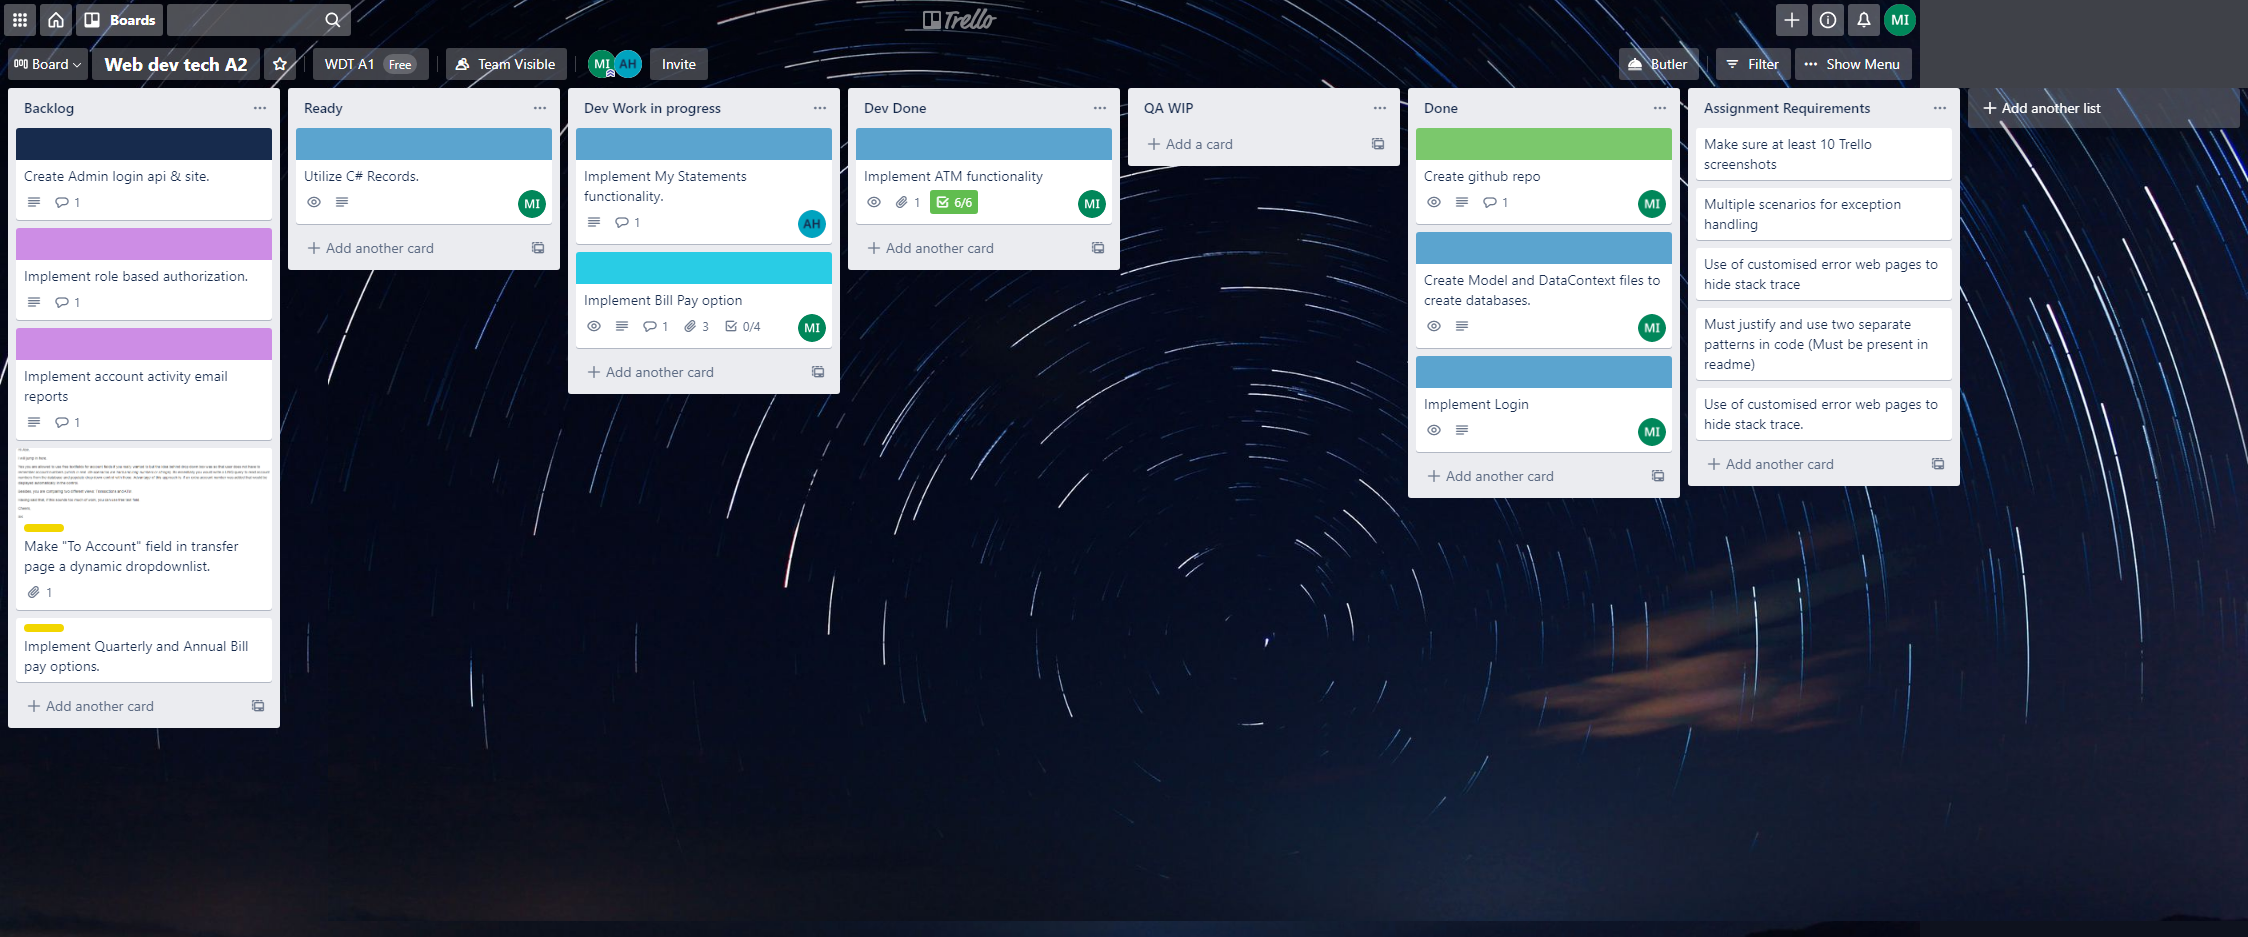 Boards
Trello
MI
Board
Web dev tech A2
WDT A1 Free
Team Visible
MI AH
Invite
Butler
Filter
Show Menu
Backlog
Create Admin login api & site.
1
Implement role based authorization.
1
Implement account activity email
reports
1
Make "To Account" field in transfer
page a dynamic dropdownlist.
1
Implement Quarterly and Annual Bill
pay options.
Add another card
Ready
Utilize C# Records.
MI
Add another card
Dev Work in progress
Implement My Statements
functionality.
1
AH
Implement Bill Pay option
1 3 0/4
MI
Add another card
Dev Done
Implement ATM functionality
1 6/6
MI
Add another card
QA WIP
Add a card
Done
Create github repo
1
MI
Create Model and DataContext files to
create databases.
MI
Implement Login
MI
Add another card
Assignment Requirements
Make sure at least 10 Trello
screenshots
Multiple scenarios for exception
handling
Use of customised error web pages to
hide stack trace
Must justify and use two separate
patterns in code (Must be present in
readme)
Use of customised error web pages to
hide stack trace.
Add another card
Add another list